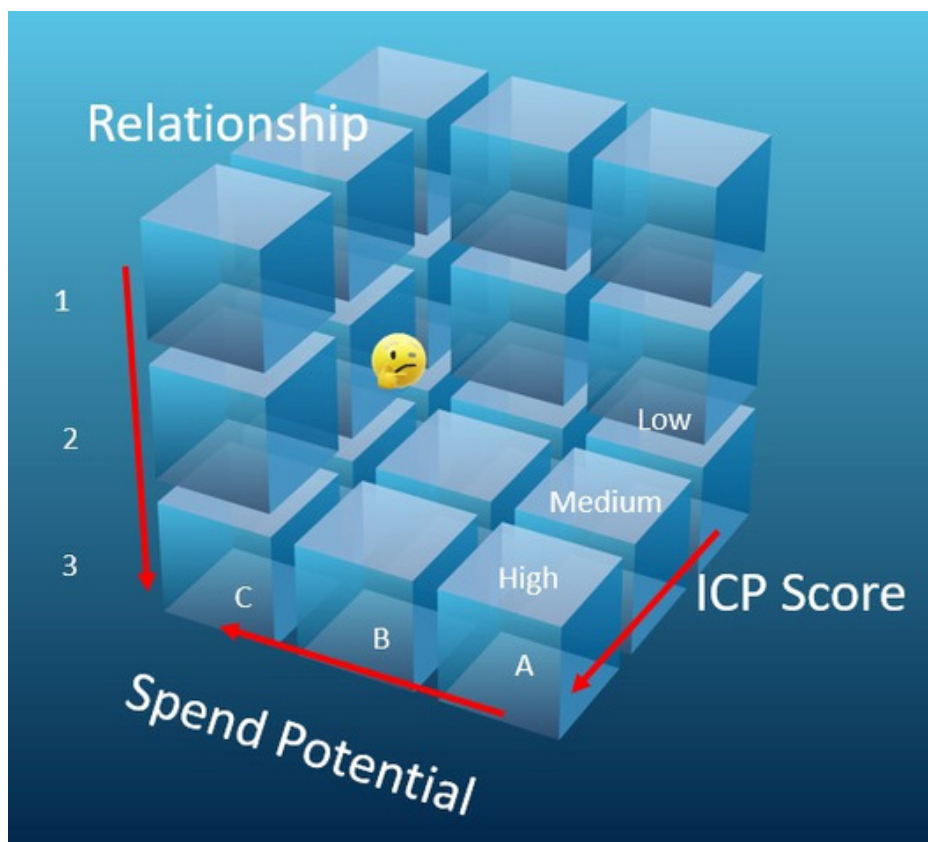 Relationship
1
2
3
Low
Medium
High
ICP Score
C
B
A
Spend Potential